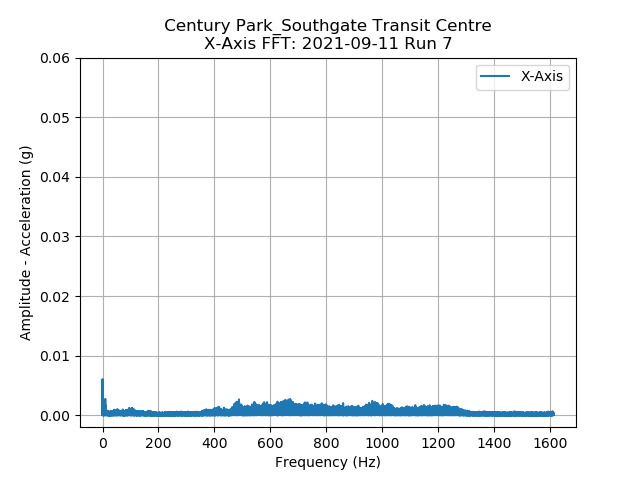 Century Park_Southgate Transit Centre
X-Axis FFT: 2021-09-11 Run 7
X-Axis
0.06
0.05
0.04
0.03
0.02
0.01
0.00
Amplitude - Acceleration (g)
0 200 400 600 800 1000 1200 1400 1600
Frequency (Hz)